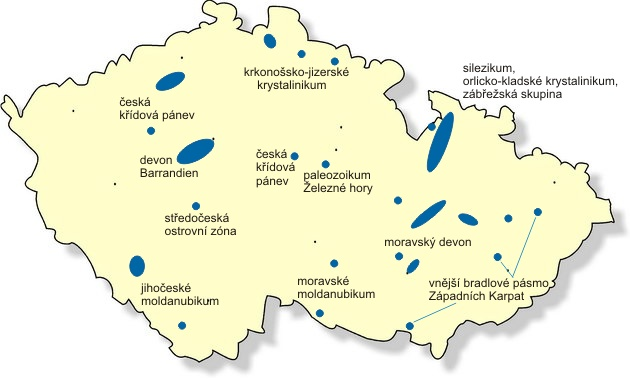 silezikum,
orlicko-kladské krystalinikum,
zábřežská skupina
krkonošsko-jizerské
krystalinikum
česká
křídová pánev
devon
Barrandien
česká
křídová
pánev
paleozoikum
Železné hory
středočeská
ostrovní zóna
moravský devon
jihočeské
moldanubikum
moravské
moldanubikum
vnější bradlové pásmo
Západních Karpat